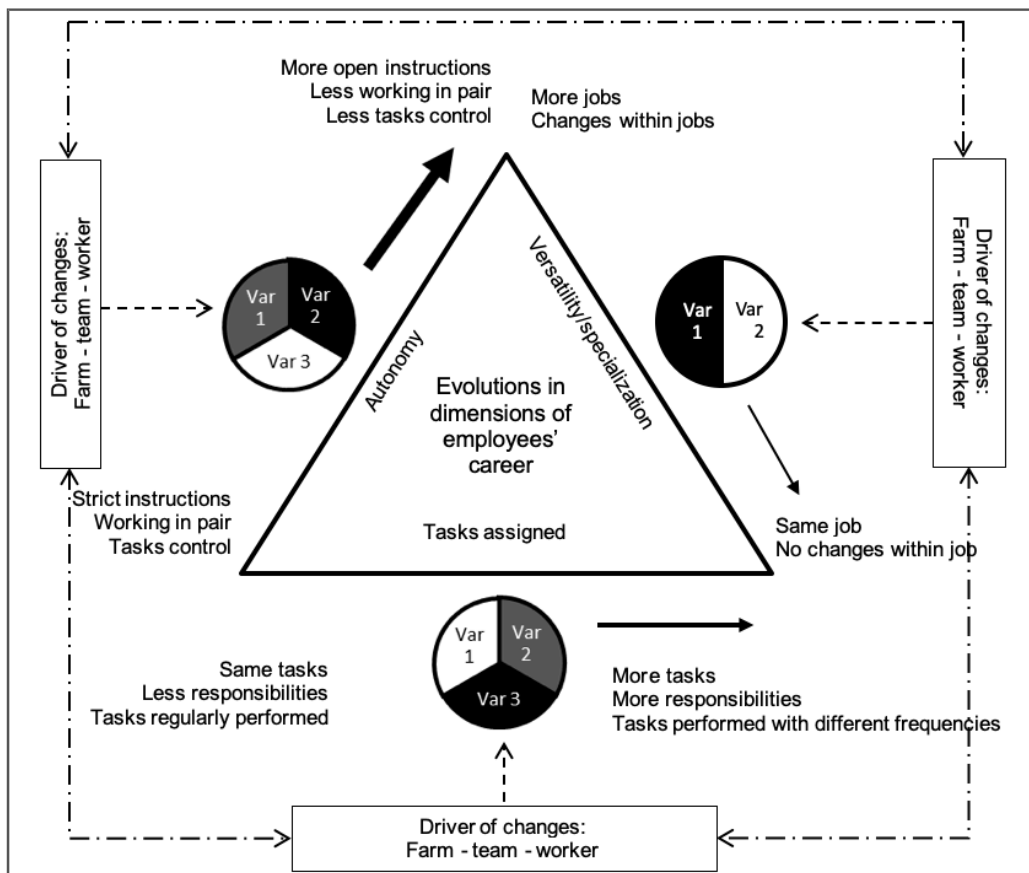 More open instructions
Less working in pair
Less tasks control
More jobs
Changes within jobs
Driver of changes:
Farm - team - worker
Var
1
Var
2
Var 3
Autonomy
Versatility/specialization
Var
1
Var
2
Driver of changes:
Farm - team - worker
Evolutions in
dimensions of
employees’
career
Strict instructions
Working in pair
Tasks control
Tasks assigned
Same job
No changes within job
Same tasks
Less responsibilities
Tasks regularly performed
Var
1
Var
2
Var 3
More tasks
More responsibilities
Tasks performed with different frequencies
Driver of changes:
Farm - team - worker